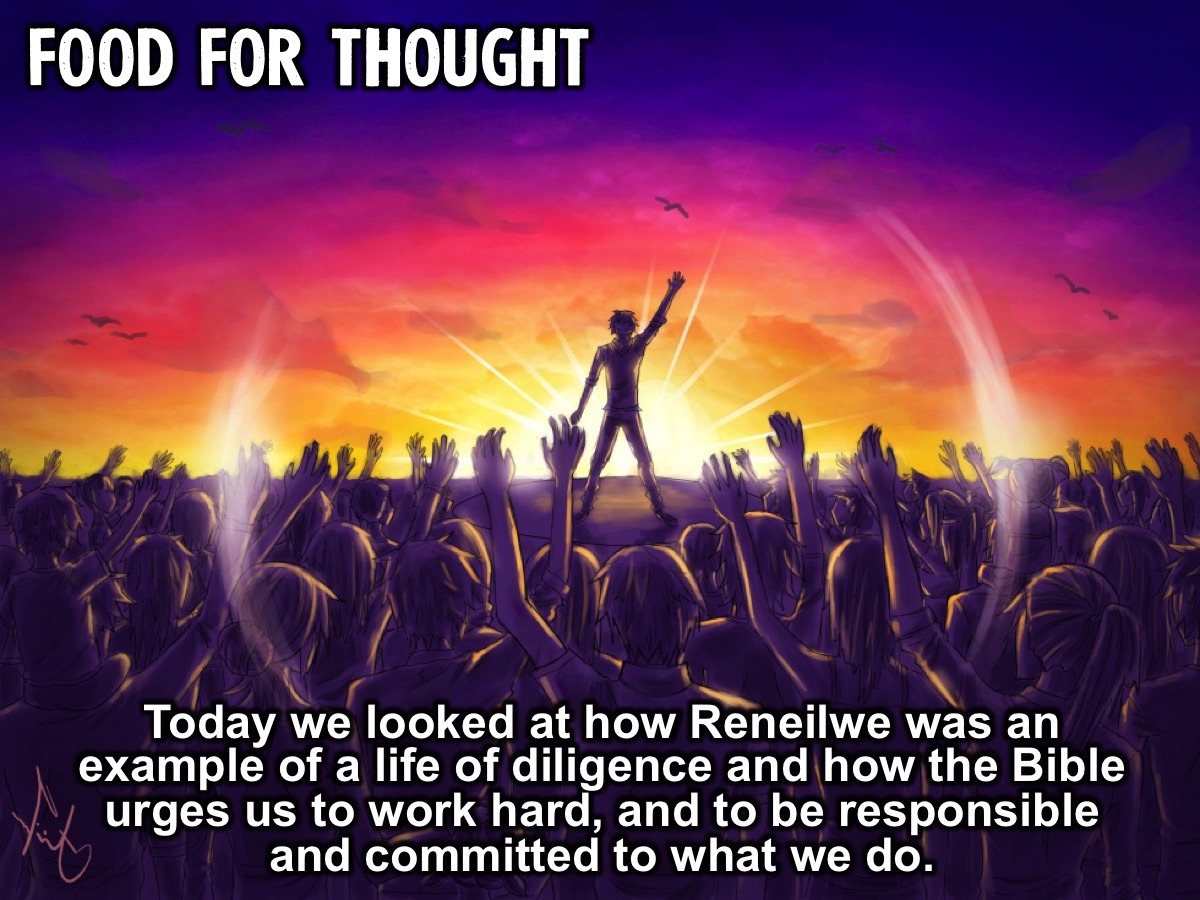 FOOD FOR THOUGHT
Today we looked at how Reneilwe was an
example of a life of diligence and how the Bible
urges us to work hard, and to be responsible
and committed to what we do.